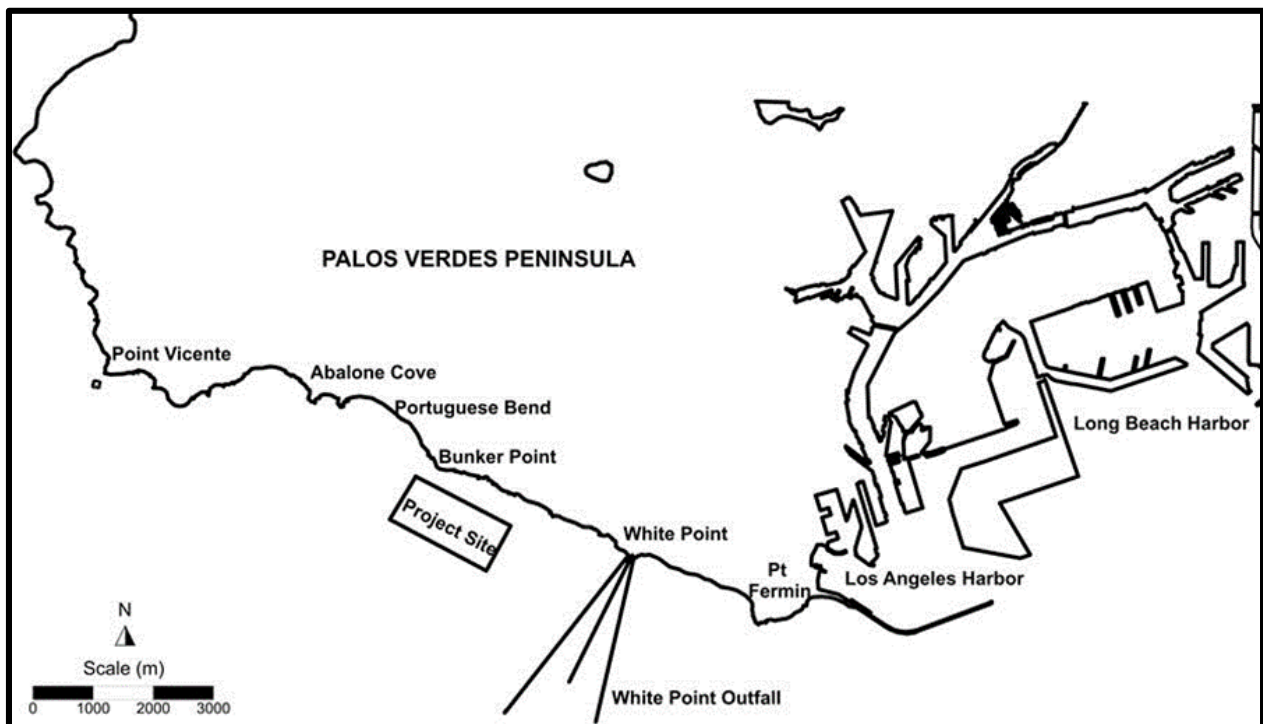 PALOS VERDES PENINSULA
Point Vicente
Abalone Cove
Portuguese Bend
Long Beach Harbor
Bunker Point
Project Site
White Point
Pt
Fermin
Los Angeles Harbor
N
Scale (m)
0 1000 2000 3000
White Point Outfall